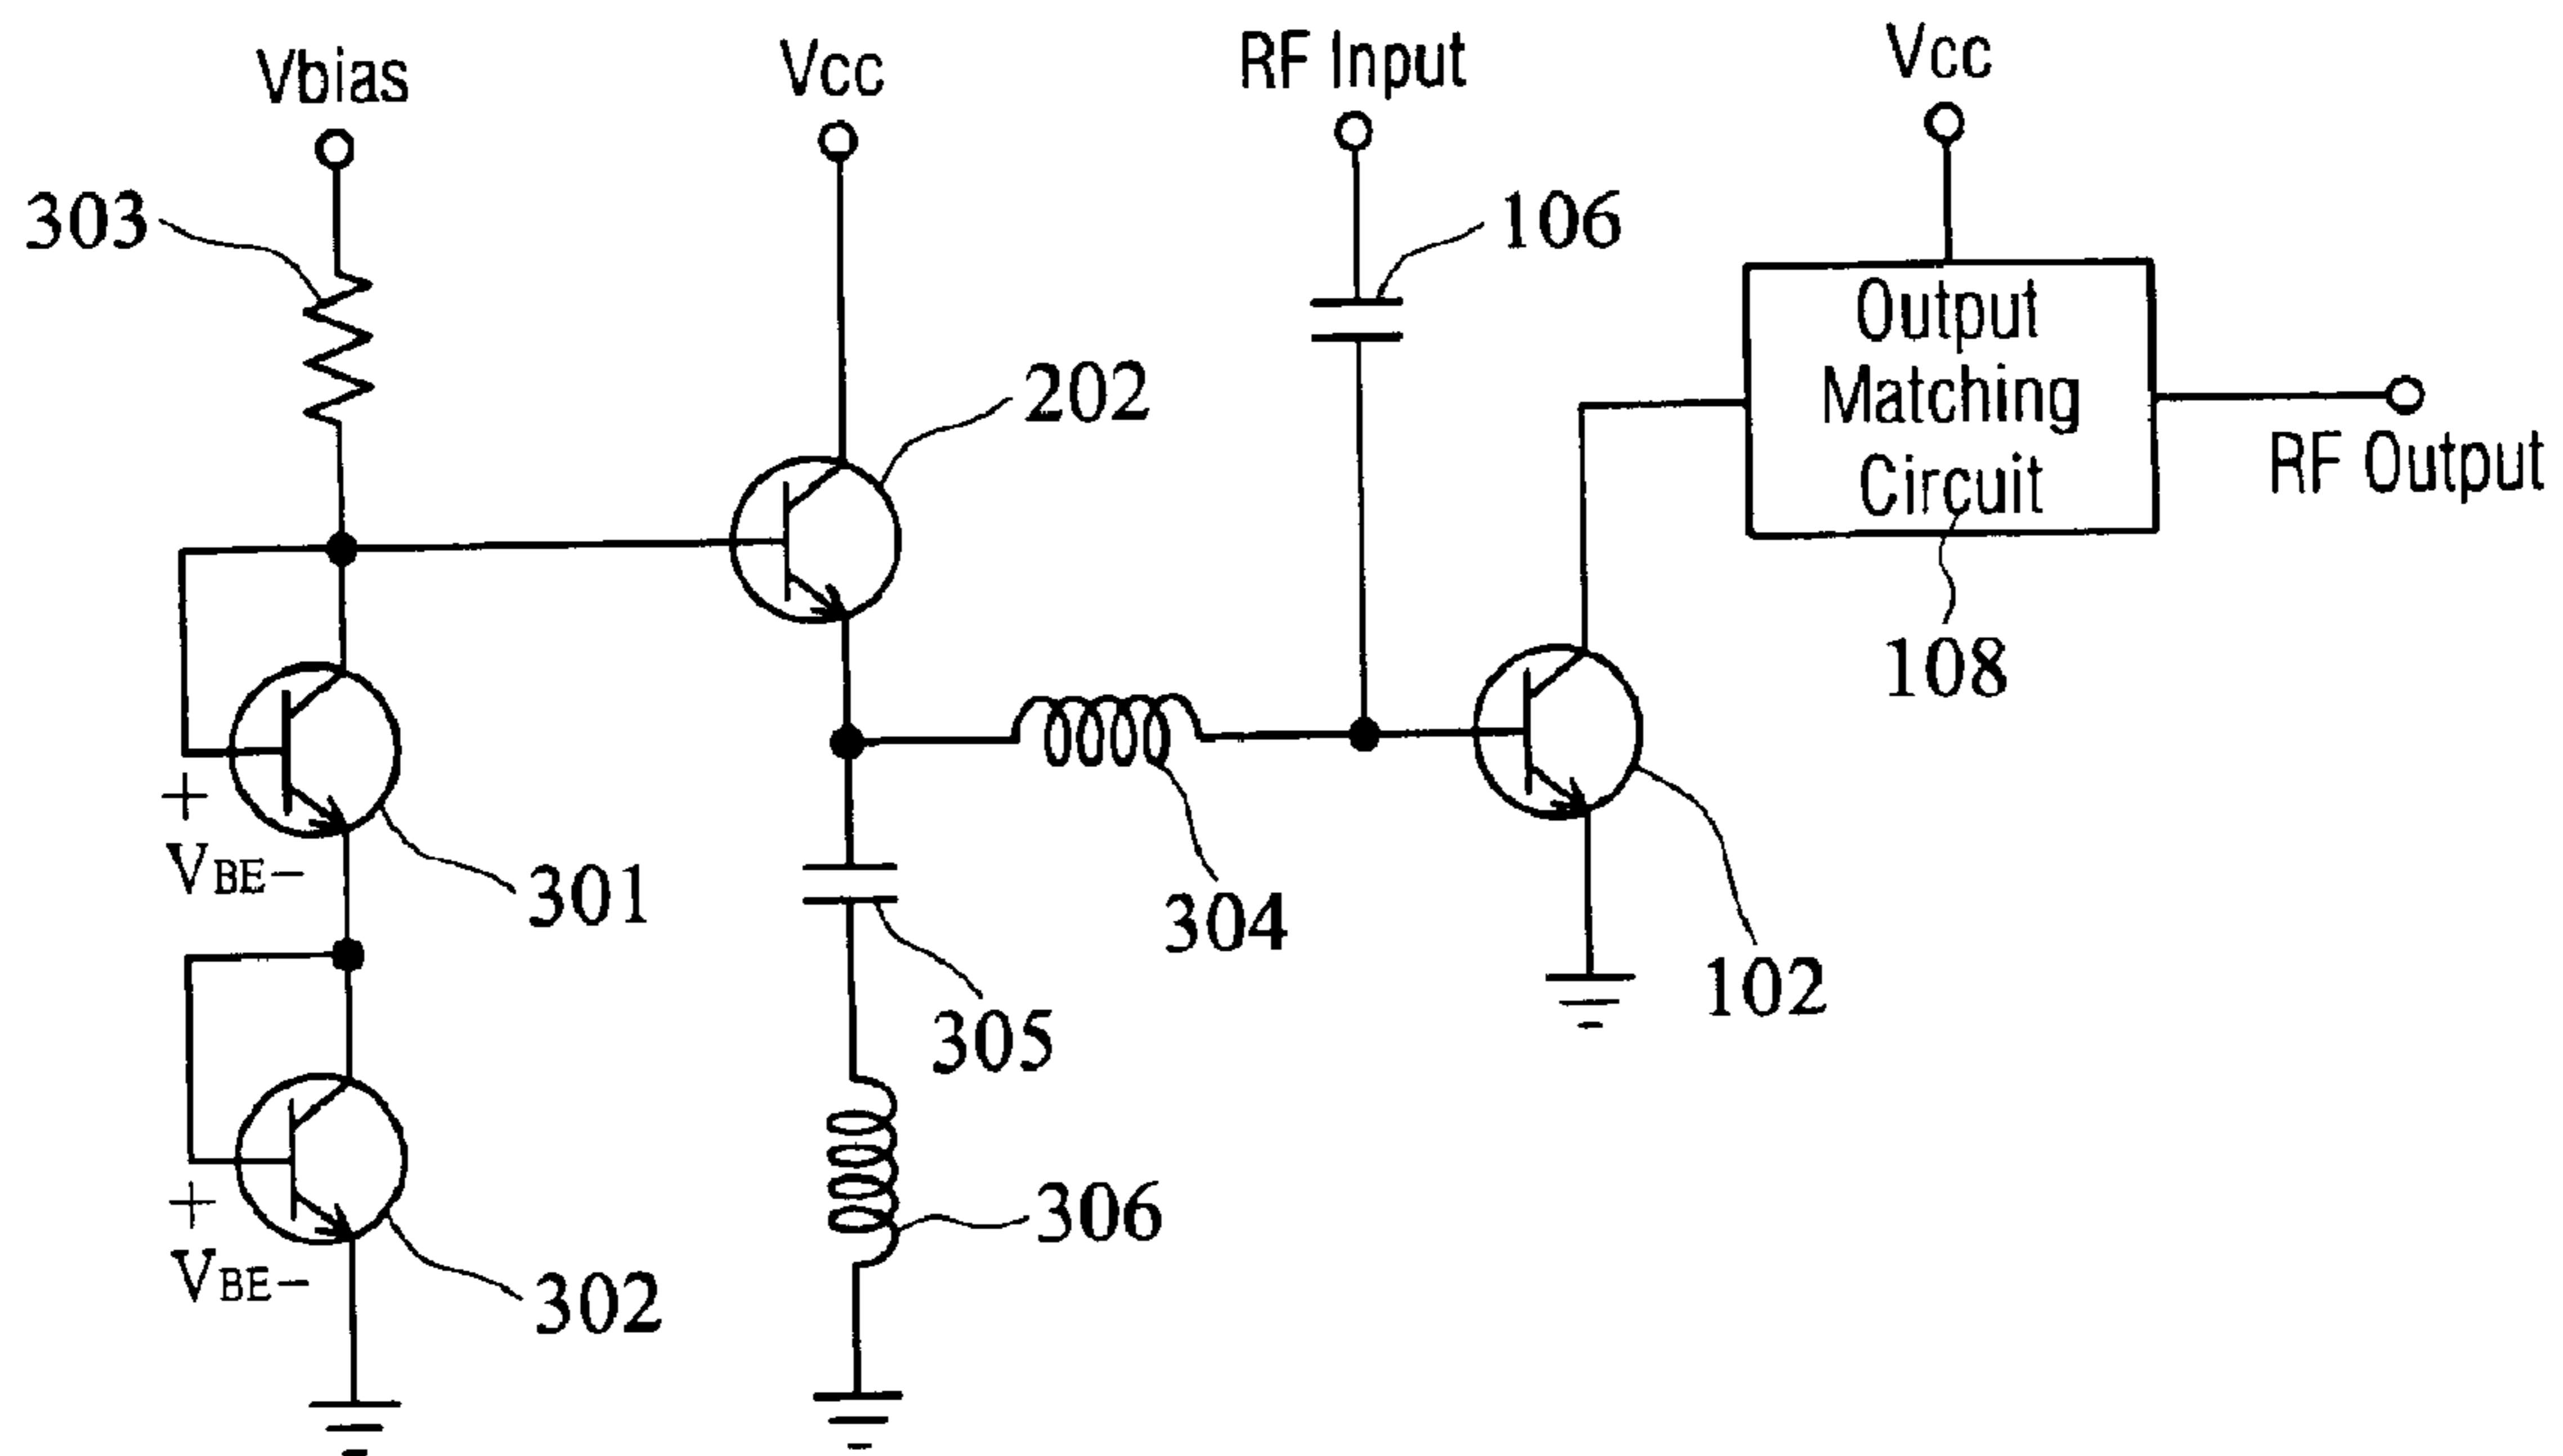 Vbias
Vcc
RF Input
Vcc
303
106
202
Output
Matching
Circuit
RF Output
108
+
VBE-
301
304
305
102
+
VBE-
306
302